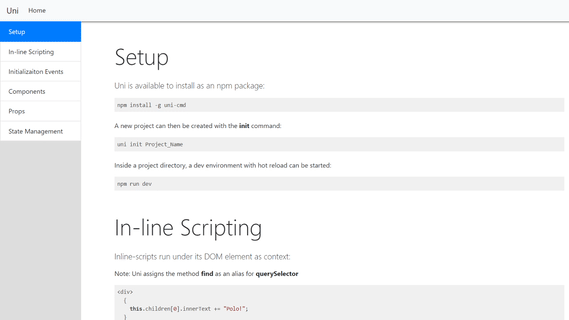 Uni Home
Setup
In-line Scripting
Initializaiton Events
Components
Props
State Management
Setup
Uni is available to install as an npm package:
npm install -g uni-cmd
A new project can then be created with the init command:
uni init Project_Name
Inside a project directory, a dev environment with hot reload can be started:
npm run dev
In-line Scripting
Inline-scripts run under its DOM element as context:
Note: Uni assigns the method find as an alias for querySelector
<div>
{
this.children[0].innerText += "Polo!";
}